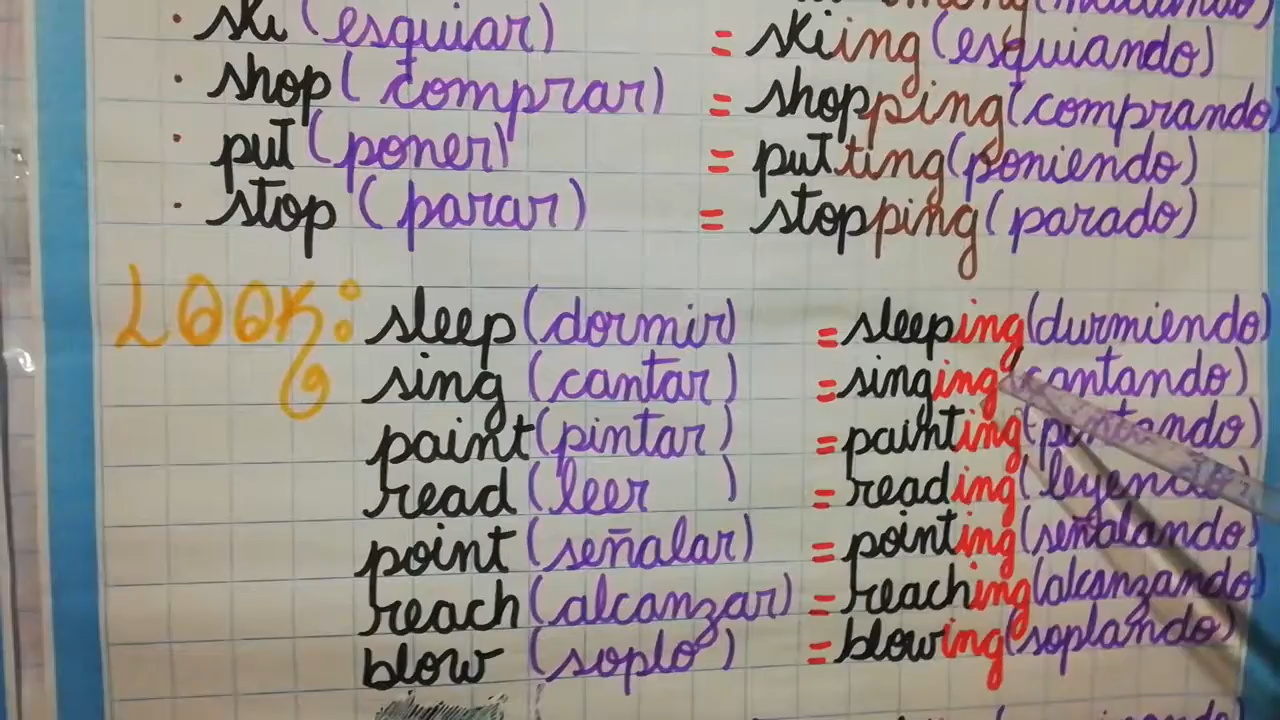 · ski (esquiar) = skiing (esquiando)
· shop (comprar) = shopping (comprando)
· put (poner) = putting (poniendo)
· stop (parar) = stopping (parado)
LOOK: sleep (dormir) = sleeping (durmiendo)
sing (cantar) = singing (cantando)
paint (pintar) = painting (pintando)
read (leer ) = reading (leyendo)
point (señalar) = pointing (señalando)
reach (alcanzar) = reaching (alcanzando)
blow (soplo) = blowing (soplando)